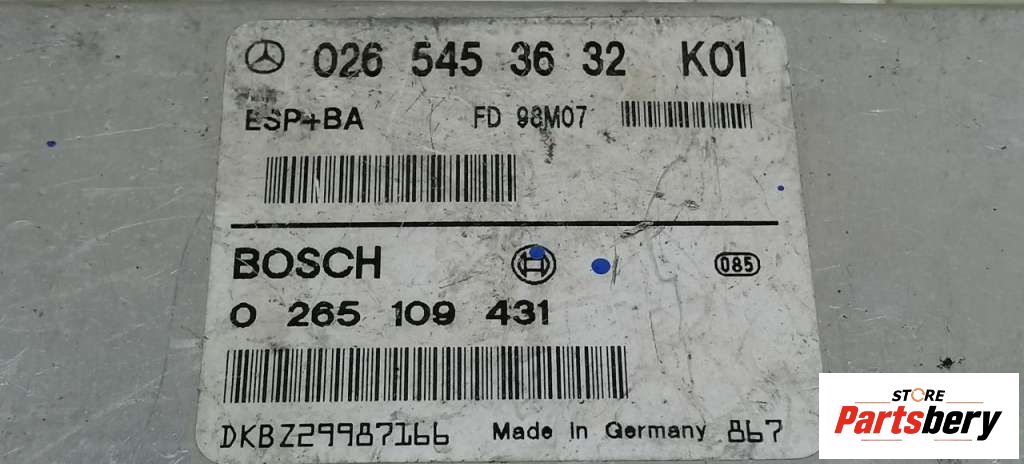 026 545 36 32 K01
ESP+BA FD 98M07
BOSCH 085
0 265 109 431
DKBZ29987166 Made In Germany 867
STORE
Partsbery